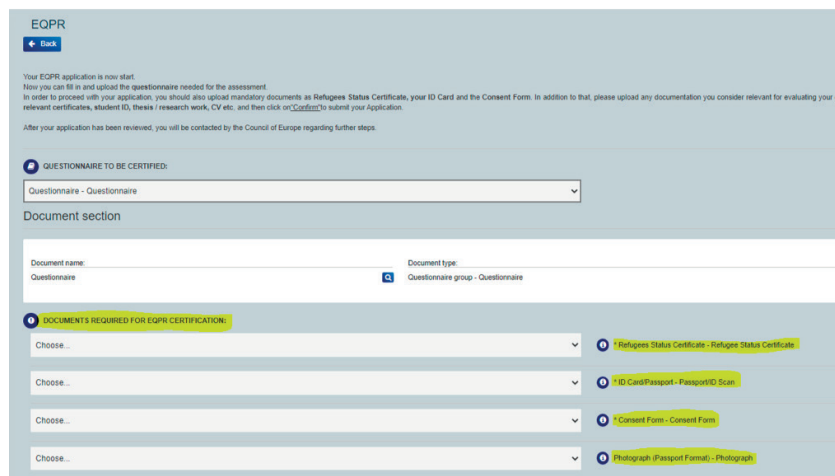 EQPR
Back
Your EQPR application is now start.
Now you can fill in and upload the questionnaire needed for the assessment.
In order to proceed with your application, you should also upload mandatory documents as Refugees Status Certificate, your ID Card and the Consent Form. In addition to that, please upload any documentation you consider relevant for evaluating your
relevant certificates, student ID, thesis / research work, CV etc. and then click on"Confirm"to submit your Application.
After your application has been reviewed, you will be contacted by the Council of Europe regarding further steps.
QUESTIONNAIRE TO BE CERTIFIED:
Questionnaire - Questionnaire
Document section
Document name: Document type:
Questionnaire Questionnaire group - Questionnaire
DOCUMENTS REQUIRED FOR EQPR CERTIFICATION:
Choose... * Refugees Status Certificate - Refugee Status Certificate
Choose... * ID Card/Passport - Passport/ID Scan
Choose... * Consent Form - Consent Form
Choose... Photograph (Passport Format) - Photograph